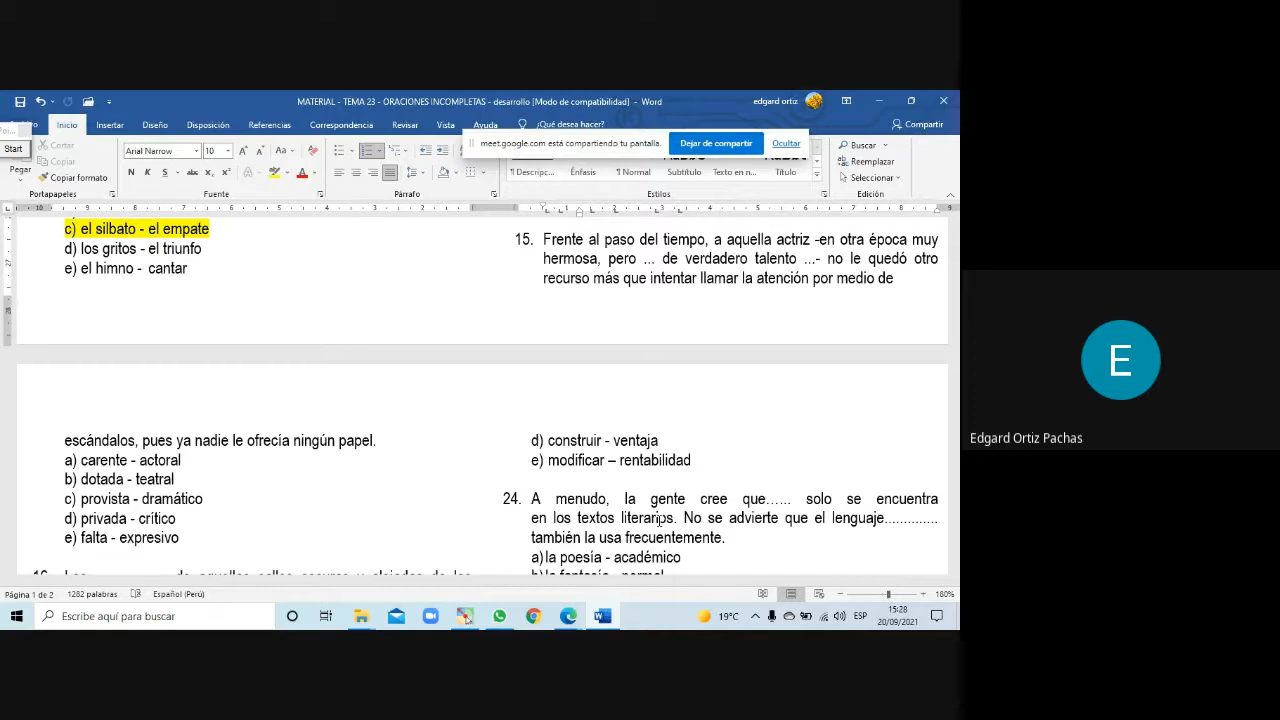 MATERIAL - TEMA 23 - ORACIONES INCOMPLETAS - desarrollo [Modo de compatibilidad] - Word
edgard ortiz
Inicio
Insertar
Diseño
Disposición
Referencias
Correspondencia
Revisar
Vista
Ayuda
¿Qué desea hacer?
Compartir
Start
Pegar
Cortar
Copiar
Copiar formato
Portapapeles
Arial Narrow
10
Fuente
Párrafo
meet.google.com está compartiendo tu pantalla.
Dejar de compartir
Ocultar
¶ Descripc...
Énfasis
¶ Normal
Subtítulo
Texto en n...
Título
Estilos
Buscar
Reemplazar
Seleccionar
Edición
c) el silbato - el empate
d) los gritos - el triunfo
e) el himno - cantar
15. Frente al paso del tiempo, a aquella actriz -en otra época muy
hermosa, pero ... de verdadero talento ...- no le quedó otro
recurso más que intentar llamar la atención por medio de
escándalos, pues ya nadie le ofrecía ningún papel.
a) carente - actoral
b) dotada - teatral
c) provista - dramático
d) privada - crítico
e) falta - expresivo
d) construir - ventaja
e) modificar – rentabilidad
24. A menudo, la gente cree que…... solo se encuentra
en los textos literarios. No se advierte que el lenguaje.............
también la usa frecuentemente.
a) la poesía - académico
b) la fantasía - normal
Página 1 de 2
1282 palabras
Español (Perú)
180%
Escribe aquí para buscar
19°C
ESP
15:28
20/09/2021
E
Edgard Ortiz Pachas